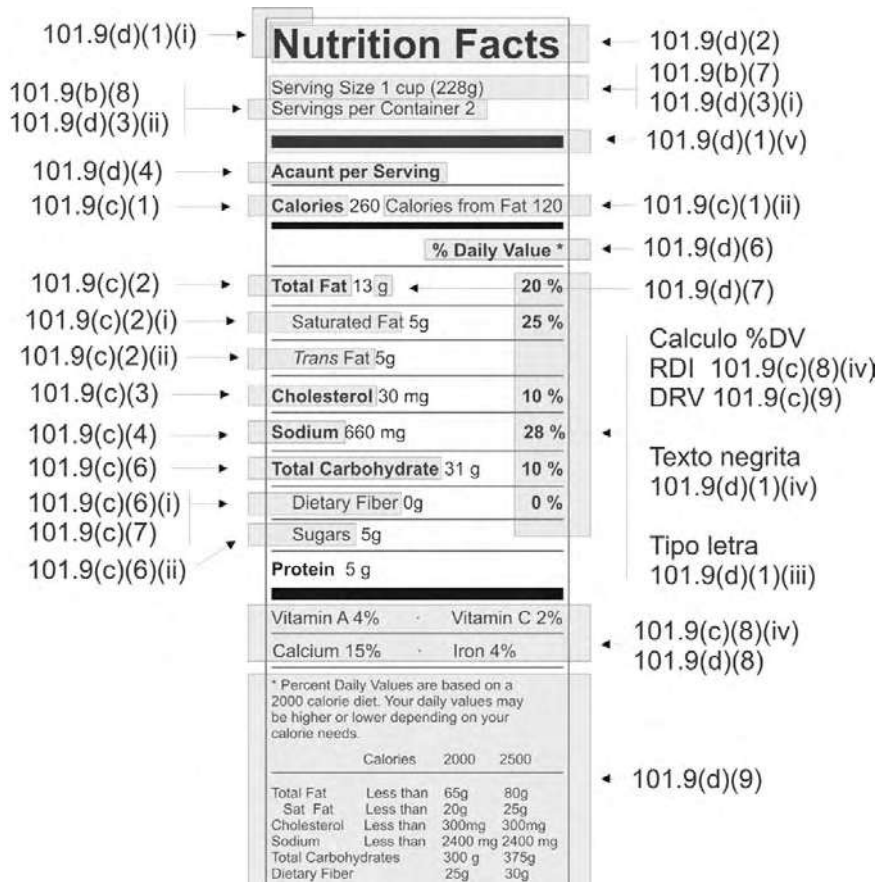 101.9(d)(1)(i)
Nutrition Facts
101.9(d)(2)
101.9(b)(7)
101.9(d)(3)(i)
Serving Size 1 cup (228g)
Servings per Container 2
101.9(b)(8)
101.9(d)(3)(ii)
101.9(d)(1)(v)
101.9(d)(4)
Acaunt per Serving
101.9(c)(1)
Calories 260 Calories from Fat 120
101.9(c)(1)(ii)
% Daily Value *
101.9(d)(6)
101.9(c)(2)
Total Fat 13 g 20 %
101.9(d)(7)
101.9(c)(2)(i)
Saturated Fat 5g 25 %
101.9(c)(2)(ii)
Trans Fat 5g
101.9(c)(3)
Cholesterol 30 mg 10 %
101.9(c)(4)
Sodium 660 mg 28 %
101.9(c)(6)
Total Carbohydrate 31 g 10 %
101.9(c)(6)(i)
Dietary Fiber 0g 0 %
101.9(c)(7)
Sugars 5g
101.9(c)(6)(ii)
Protein 5 g
Calculo %DV
RDI 101.9(c)(8)(iv)
DRV 101.9(c)(9)
Texto negrita
101.9(d)(1)(iv)
Tipo letra
101.9(d)(1)(iii)
Vitamin A 4% · Vitamin C 2%
Calcium 15% · Iron 4%
101.9(c)(8)(iv)
101.9(d)(8)
* Percent Daily Values are based on a
2000 calorie diet. Your daily values may
be higher or lower depending on your
calorie needs.
Calories 2000 2500
Total Fat Less than 65g 80g
Sat Fat Less than 20g 25g
Cholesterol Less than 300mg 300mg
Sodium Less than 2400 mg 2400 mg
Total Carbohydrates 300 g 375g
Dietary Fiber 25g 30g
101.9(d)(9)